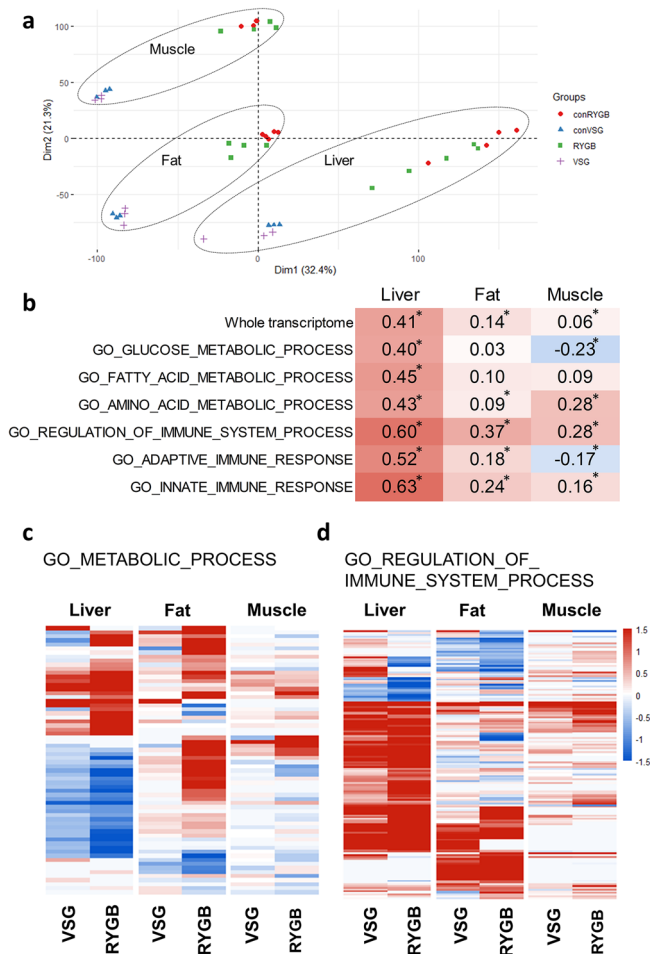 a
100
50
0
-50
Dim2 (21.3%)
Muscle
Fat
Liver
-100
0
100
Dim1 (32.4%)
Groups
conRYGB
conVSG
RYGB
VSG
b
Liver Fat Muscle
Whole transcriptome 0.41* 0.14* 0.06*
GO_GLUCOSE_METABOLIC_PROCESS 0.40* 0.03 -0.23*
GO_FATTY_ACID_METABOLIC_PROCESS 0.45* 0.10 0.09
GO_AMINO_ACID_METABOLIC_PROCESS 0.43* 0.09* 0.28*
GO_REGULATION_OF_IMMUNE_SYSTEM_PROCESS 0.60* 0.37* 0.28*
GO_ADAPTIVE_IMMUNE_RESPONSE 0.52* 0.18* -0.17*
GO_INNATE_IMMUNE_RESPONSE 0.63* 0.24* 0.16*
c
GO_METABOLIC_PROCESS
Liver Fat Muscle
VSG RYGB VSG RYGB VSG RYGB
d
GO_REGULATION_OF_
IMMUNE_SYSTEM_PROCESS
Liver Fat Muscle
1.5
1
0.5
0
-0.5
-1
-1.5
VSG RYGB VSG RYGB VSG RYGB